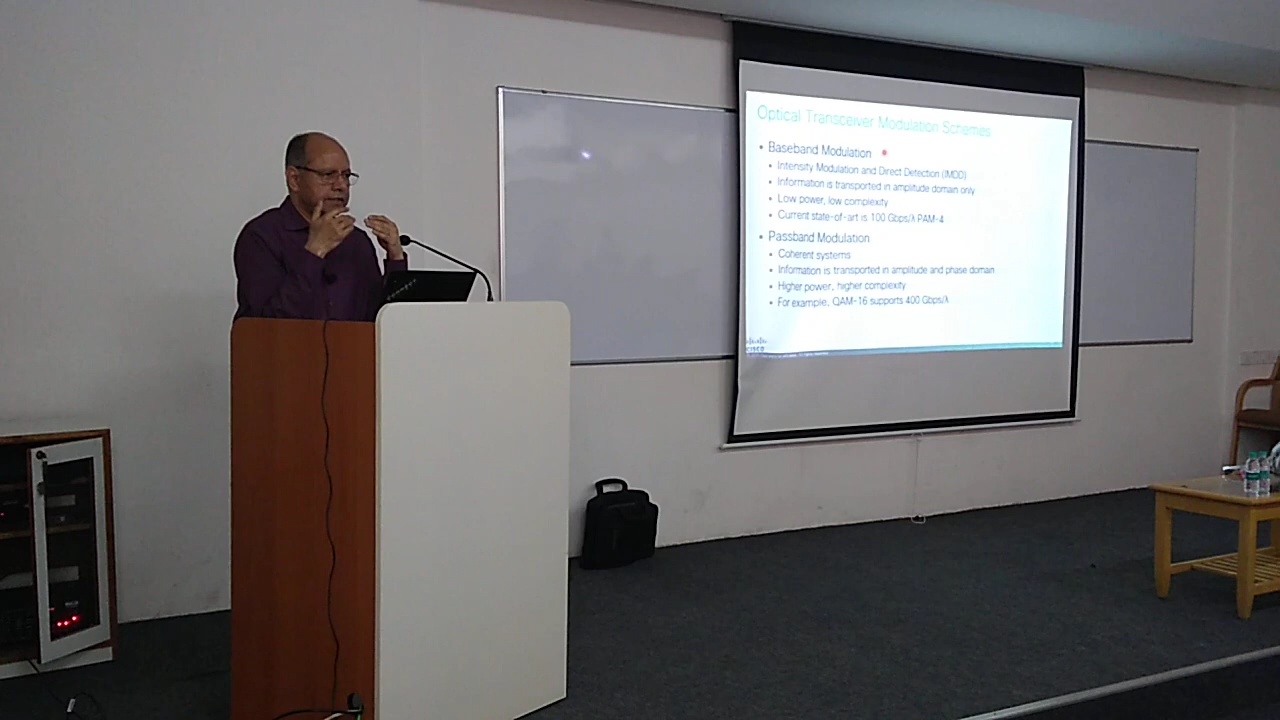 Optical Transceiver Modulation Schemes
• Baseband Modulation
• Intensity Modulation and Direct Detection (IMDD)
• Information is transported in amplitude domain only
• Low power, low complexity
• Current state-of-art is 100 Gbps/λ PAM-4
• Passband Modulation
• Coherent systems
• Information is transported in amplitude and phase domain
• Higher power, higher complexity
• For example, QAM-16 supports 400 Gbps/λ
CISCO